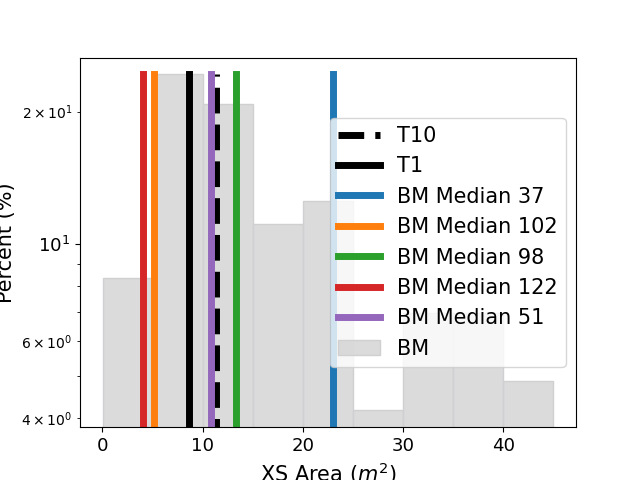 Percent (%)
2 × 10¹
10¹
6 × 10⁰
4 × 10⁰
0 10 20 30 40
XS Area (m²)
T10
T1
BM Median 37
BM Median 102
BM Median 98
BM Median 122
BM Median 51
BM